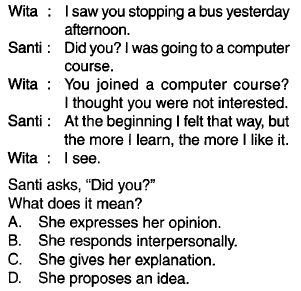 Wita : I saw you stopping a bus yesterday
afternoon.
Santi : Did you? I was going to a computer
course.
Wita : You joined a computer course?
I thought you were not interested.
Santi : At the beginning I felt that way, but
the more I learn, the more I like it.
Wita : I see.
Santi asks, "Did you?"
What does it mean?
A. She expresses her opinion.
B. She responds interpersonally.
C. She gives her explanation.
D. She proposes an idea.